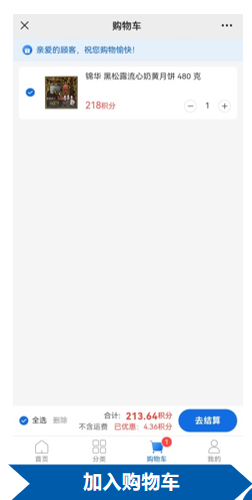 购物车
亲爱的顾客，祝您购物愉快！
锦华 黑松露流心奶黄月饼 480 克
218积分
1
全选 删除
合计： 213.64积分
不含运费 已优惠：4.36积分
去结算
1
首页 分类 购物车 我的
加入购物车